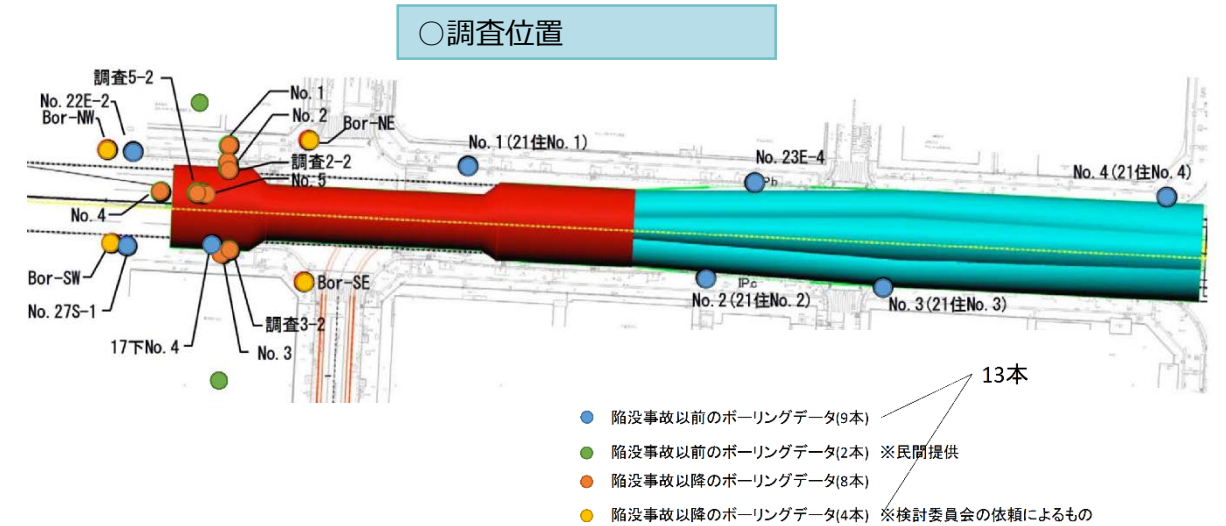 ○調査位置
調査5-2
No. 22E-2
Bor-NW
No. 1
No. 2
Bor-NE
調査2-2
No. 5
No. 4
No. 1 (21住No. 1)
No. 23E-4
IP.b
No. 4 (21住No. 4)
Bor-SW
No. 27S-1
17下No. 4
Bor-SE
調査3-2
No. 3
IP.c
No. 2 (21住No. 2)
No. 3 (21住No. 3)
13本
陥没事故以前のボーリングデータ(9本)
陥没事故以前のボーリングデータ(2本) ※民間提供
陥没事故以降のボーリングデータ(8本)
陥没事故以降のボーリングデータ(4本) ※検討委員会の依頼によるもの